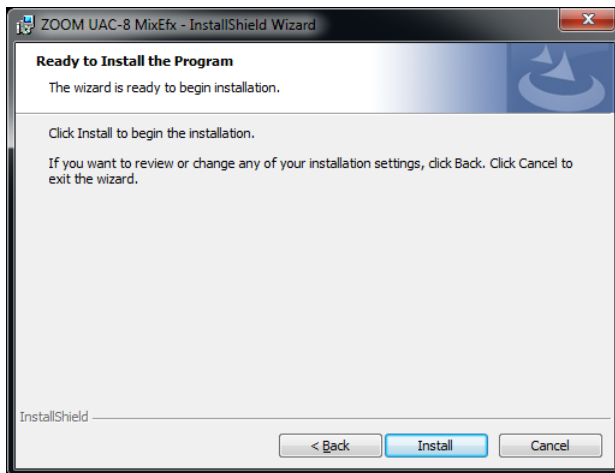 ZOOM UAC-8 MixEfx - InstallShield Wizard
Ready to Install the Program
The wizard is ready to begin installation.
Click Install to begin the installation.
If you want to review or change any of your installation settings, click Back. Click Cancel to
exit the wizard.
InstallShield
< Back Install Cancel